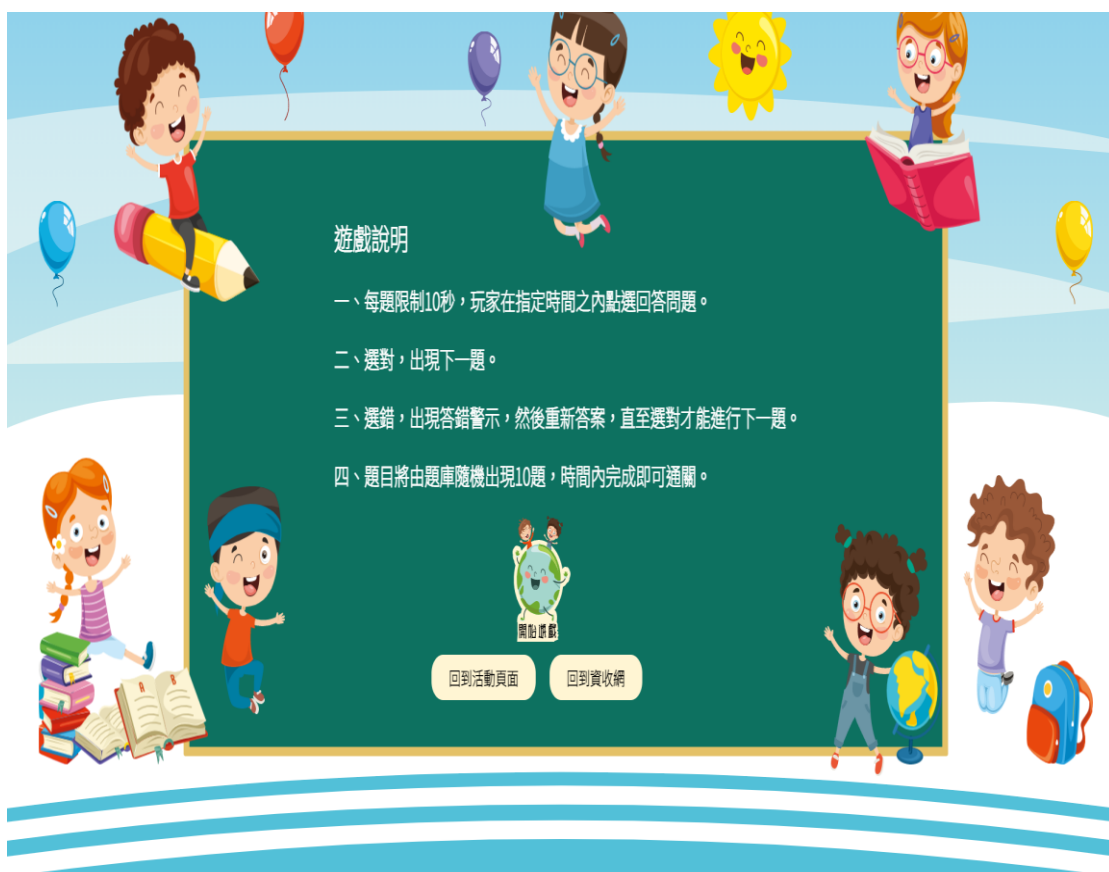 遊戲說明
一、每題限制10秒，玩家在指定時間之內點選回答問題。
二、選對，出現下一題。
三、選錯，出現答錯警示，然後重新答案，直至選對才能進行下一題。
四、題目將由題庫隨機出現10題，時間內完成即可通關。
開始遊戲
回到活動頁面
回到資收網